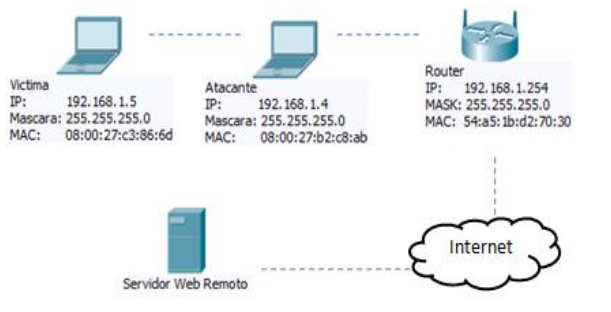 Victima
IP: 192.168.1.5
Mascara: 255.255.255.0
MAC: 08:00:27:c3:86:6d
Atacante
IP: 192.168.1.4
Mascara: 255.255.255.0
MAC: 08:00:27:b2:c8:ab
Router
IP: 192.168.1.254
MASK: 255.255.255.0
MAC: 54:a5:1b:d2:70:30
Internet
Servidor Web Remoto